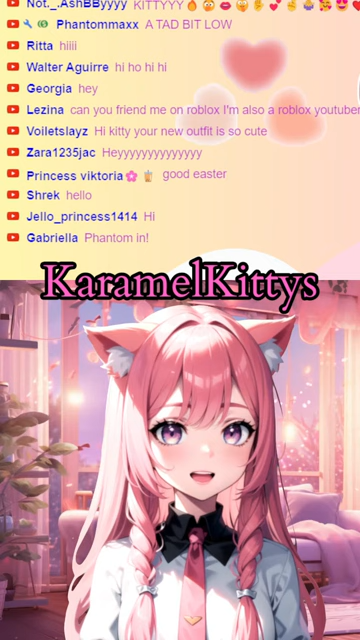 Not._.AshBByyyy KITTYYY
Phantommaxx A TAD BIT LOW
Ritta hiiii
Walter Aguirre hi ho hi hi
Georgia hey
Lezina can you friend me on roblox I'm also a roblox youtuber
Voiletslayz Hi kitty your new outfit is so cute
Zara1235jac Heyyyyyyyyyyyyyy
Princess viktoria🌸 🧋 good easter
Shrek hello
Jello_princess1414 Hi
Gabriella Phantom in!
KaramelKittys